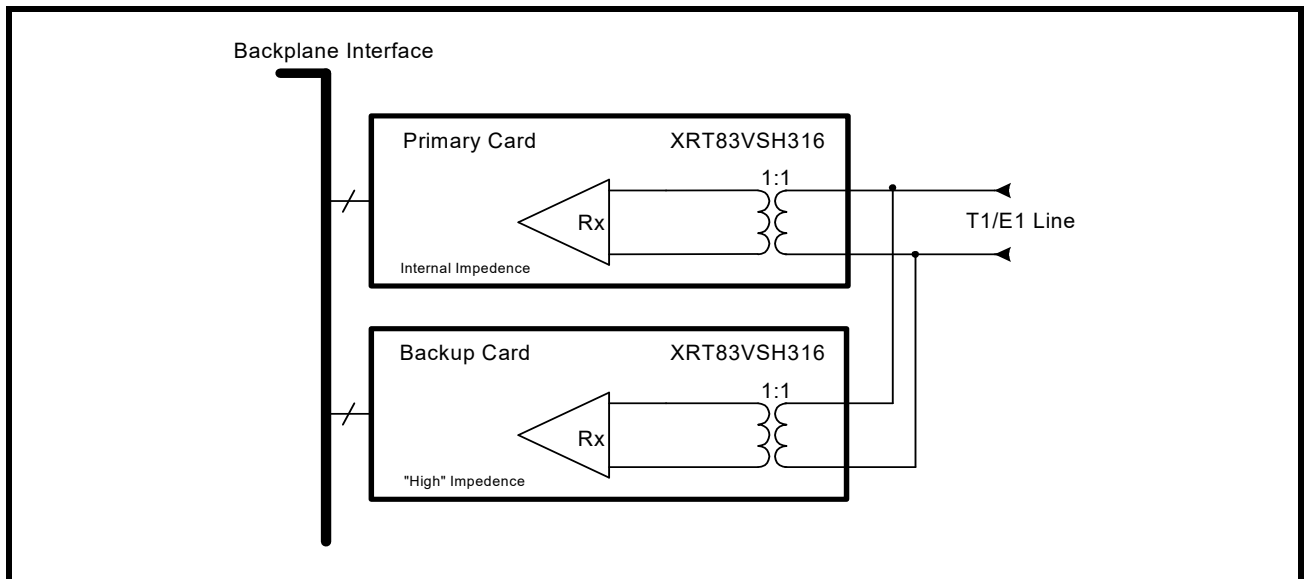 Backplane Interface
Primary Card XRT83VSH316
1:1
Rx
T1/E1 Line
Internal Impedence
Backup Card XRT83VSH316
1:1
Rx
"High" Impedence